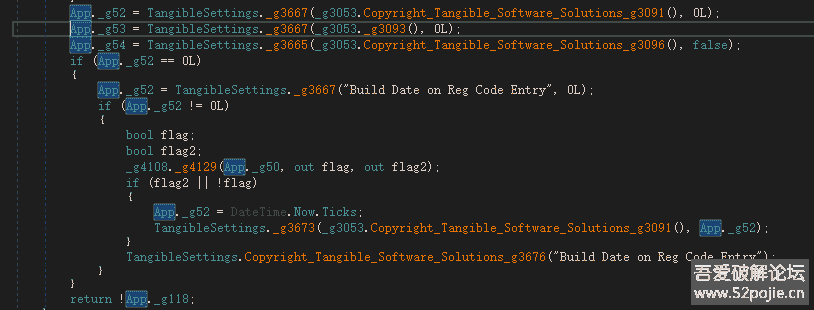 App._g52 = TangibleSettings._g3667(_g3053.Copyright_Tangible_Software_Solutions_g3091(), 0L);
App._g53 = TangibleSettings._g3667(_g3053._g3093(), 0L);
App._g54 = TangibleSettings._g3665(_g3053.Copyright_Tangible_Software_Solutions_g3096(), false);
if (App._g52 == 0L)
{
App._g52 = TangibleSettings._g3667("Build Date on Reg Code Entry", 0L);
if (App._g52 != 0L)
{
bool flag;
bool flag2;
_g4108._g4129(App._g50, out flag, out flag2);
if (flag2 || !flag)
{
App._g52 = DateTime.Now.Ticks;
TangibleSettings._g3673(_g3053.Copyright_Tangible_Software_Solutions_g3091(), App._g52);
}
TangibleSettings.Copyright_Tangible_Software_Solutions_g3676("Build Date on Reg Code Entry");
}
}
return !App._g118;
吾爱破解论坛
www.52pojie.cn